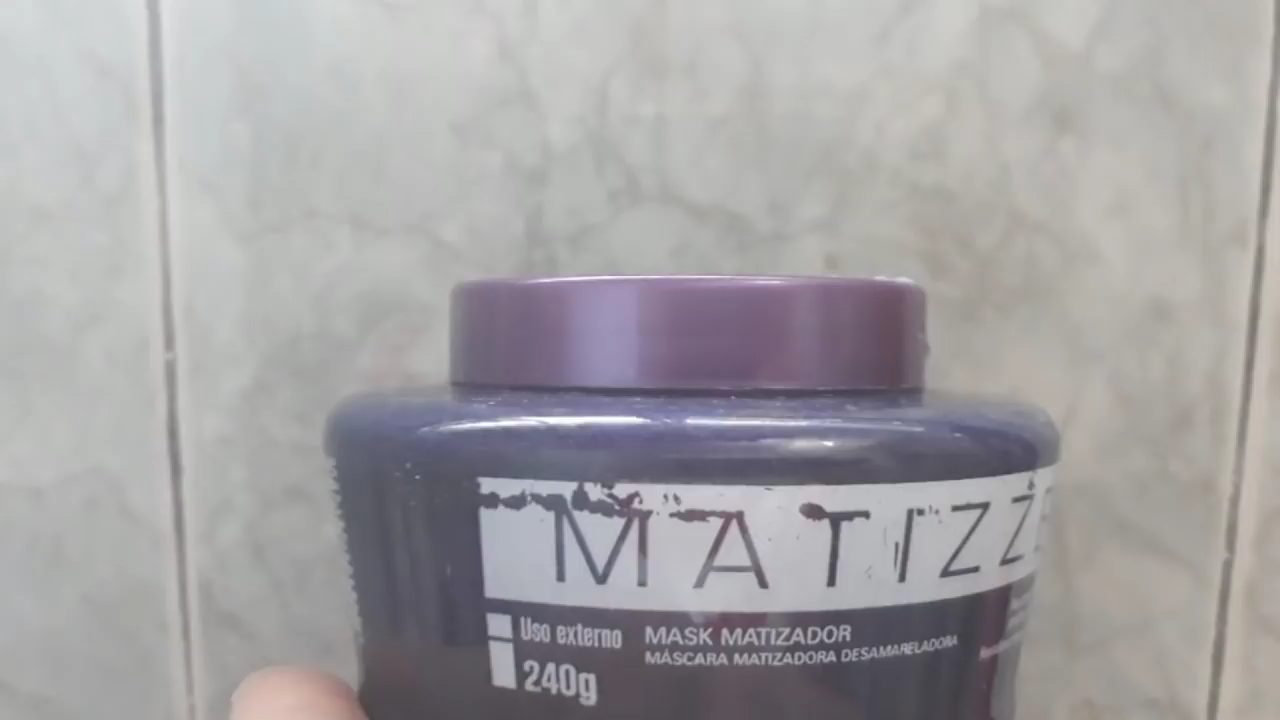 MATIZZ
Uso externo
240g
MASK MATIZADOR
MÁSCARA MATIZADORA DESAMARELADORA